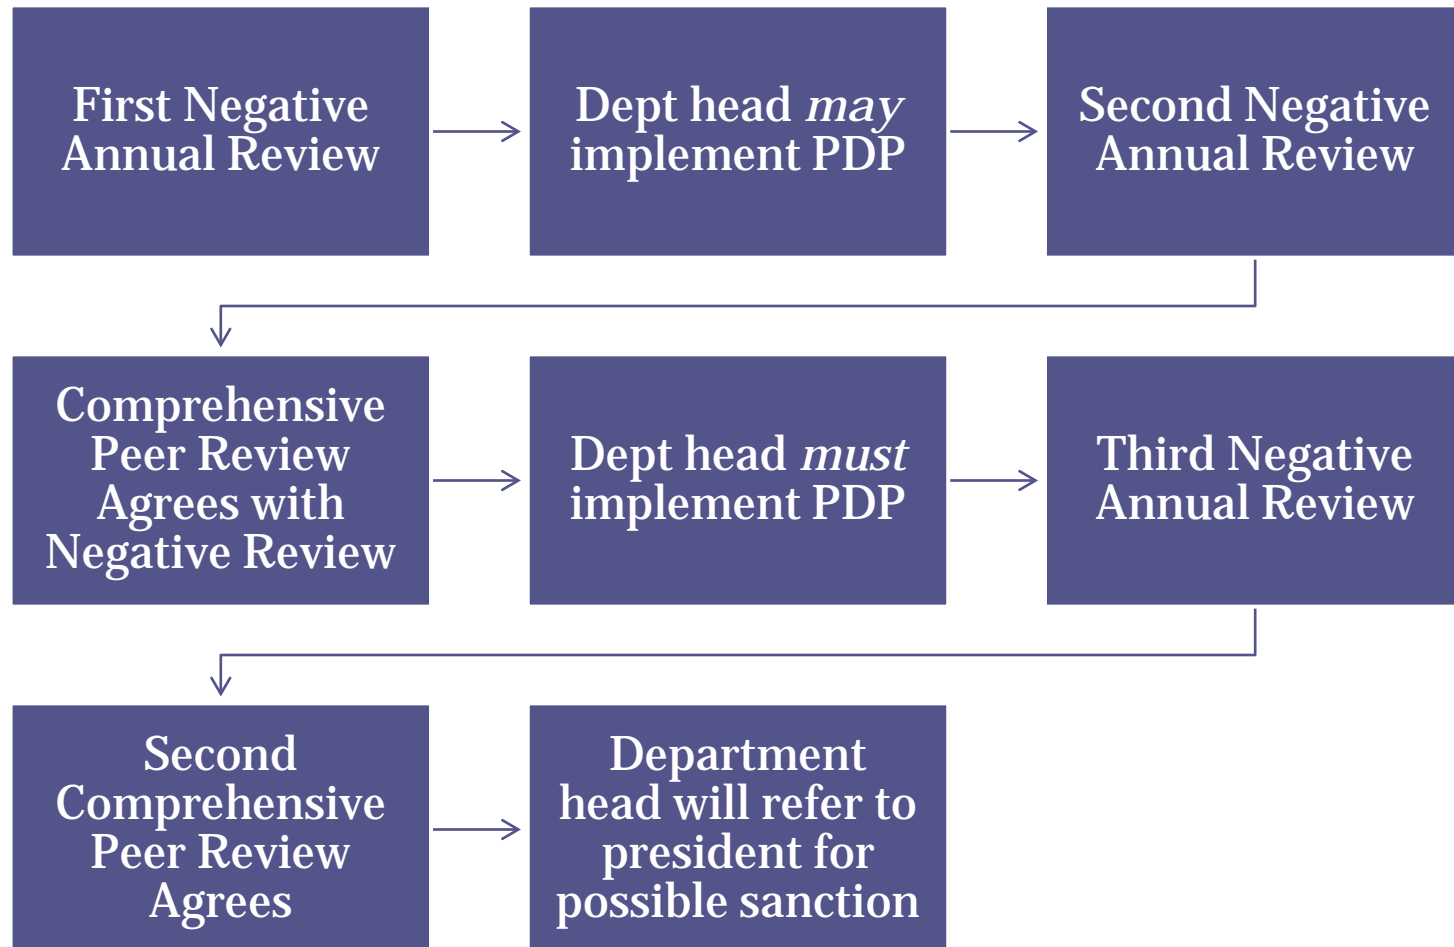 First Negative
Annual Review
Dept head may
implement PDP
Second Negative
Annual Review
Comprehensive
Peer Review
Agrees with
Negative Review
Dept head must
implement PDP
Third Negative
Annual Review
Second
Comprehensive
Peer Review
Agrees
Department
head will refer to
president for
possible sanction